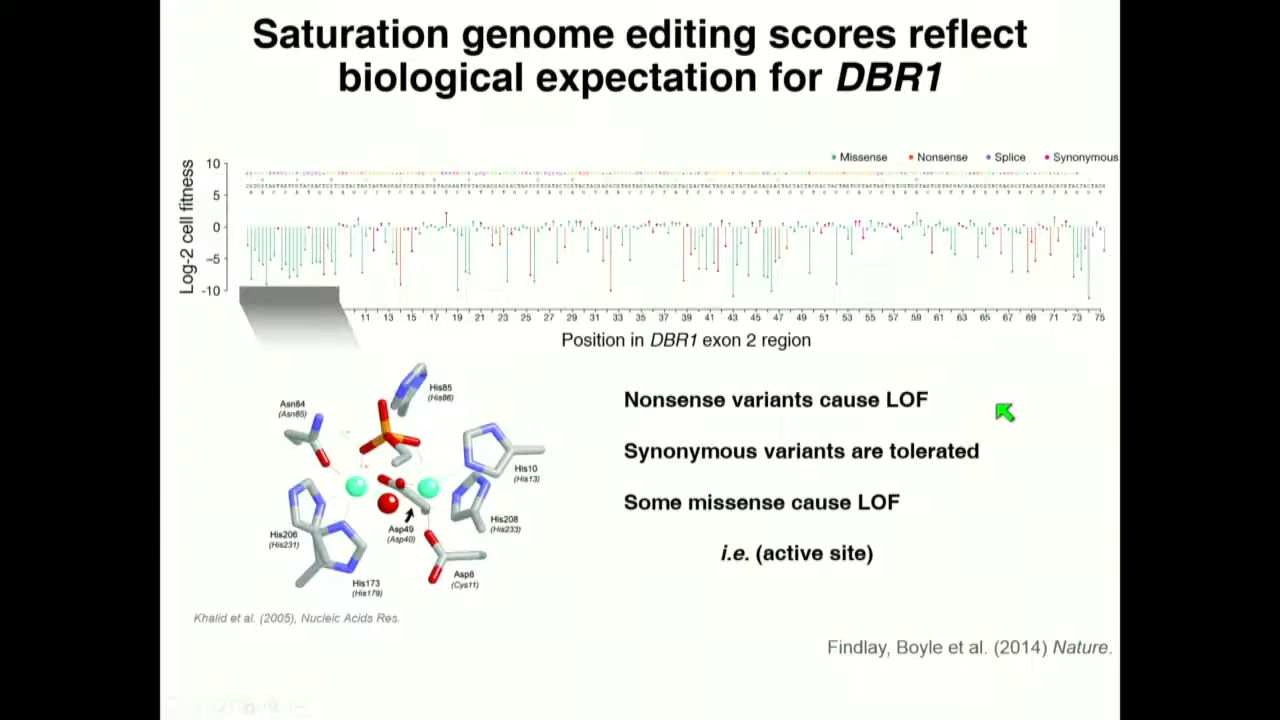 Saturation genome editing scores reflect
biological expectation for DBR1
Missense Nonsense Splice Synonymous
Log-2 cell fitness
10
5
0
-5
-10
11 13 15 17 19 21 23 25 27 29 31 33 35 37 39 41 43 45 47 49 51 53 55 57 59 61 63 65 67 69 71 73 75
Position in DBR1 exon 2 region
His85
(His86)
Asn84
(Asn85)
His10
(His13)
His208
(His233)
Asp49
(Asp40)
His206
(His231)
Asp8
(Cys11)
His173
(His179)
Nonsense variants cause LOF
Synonymous variants are tolerated
Some missense cause LOF
i.e. (active site)
Khalid et al. (2005), Nucleic Acids Res.
Findlay, Boyle et al. (2014) Nature.